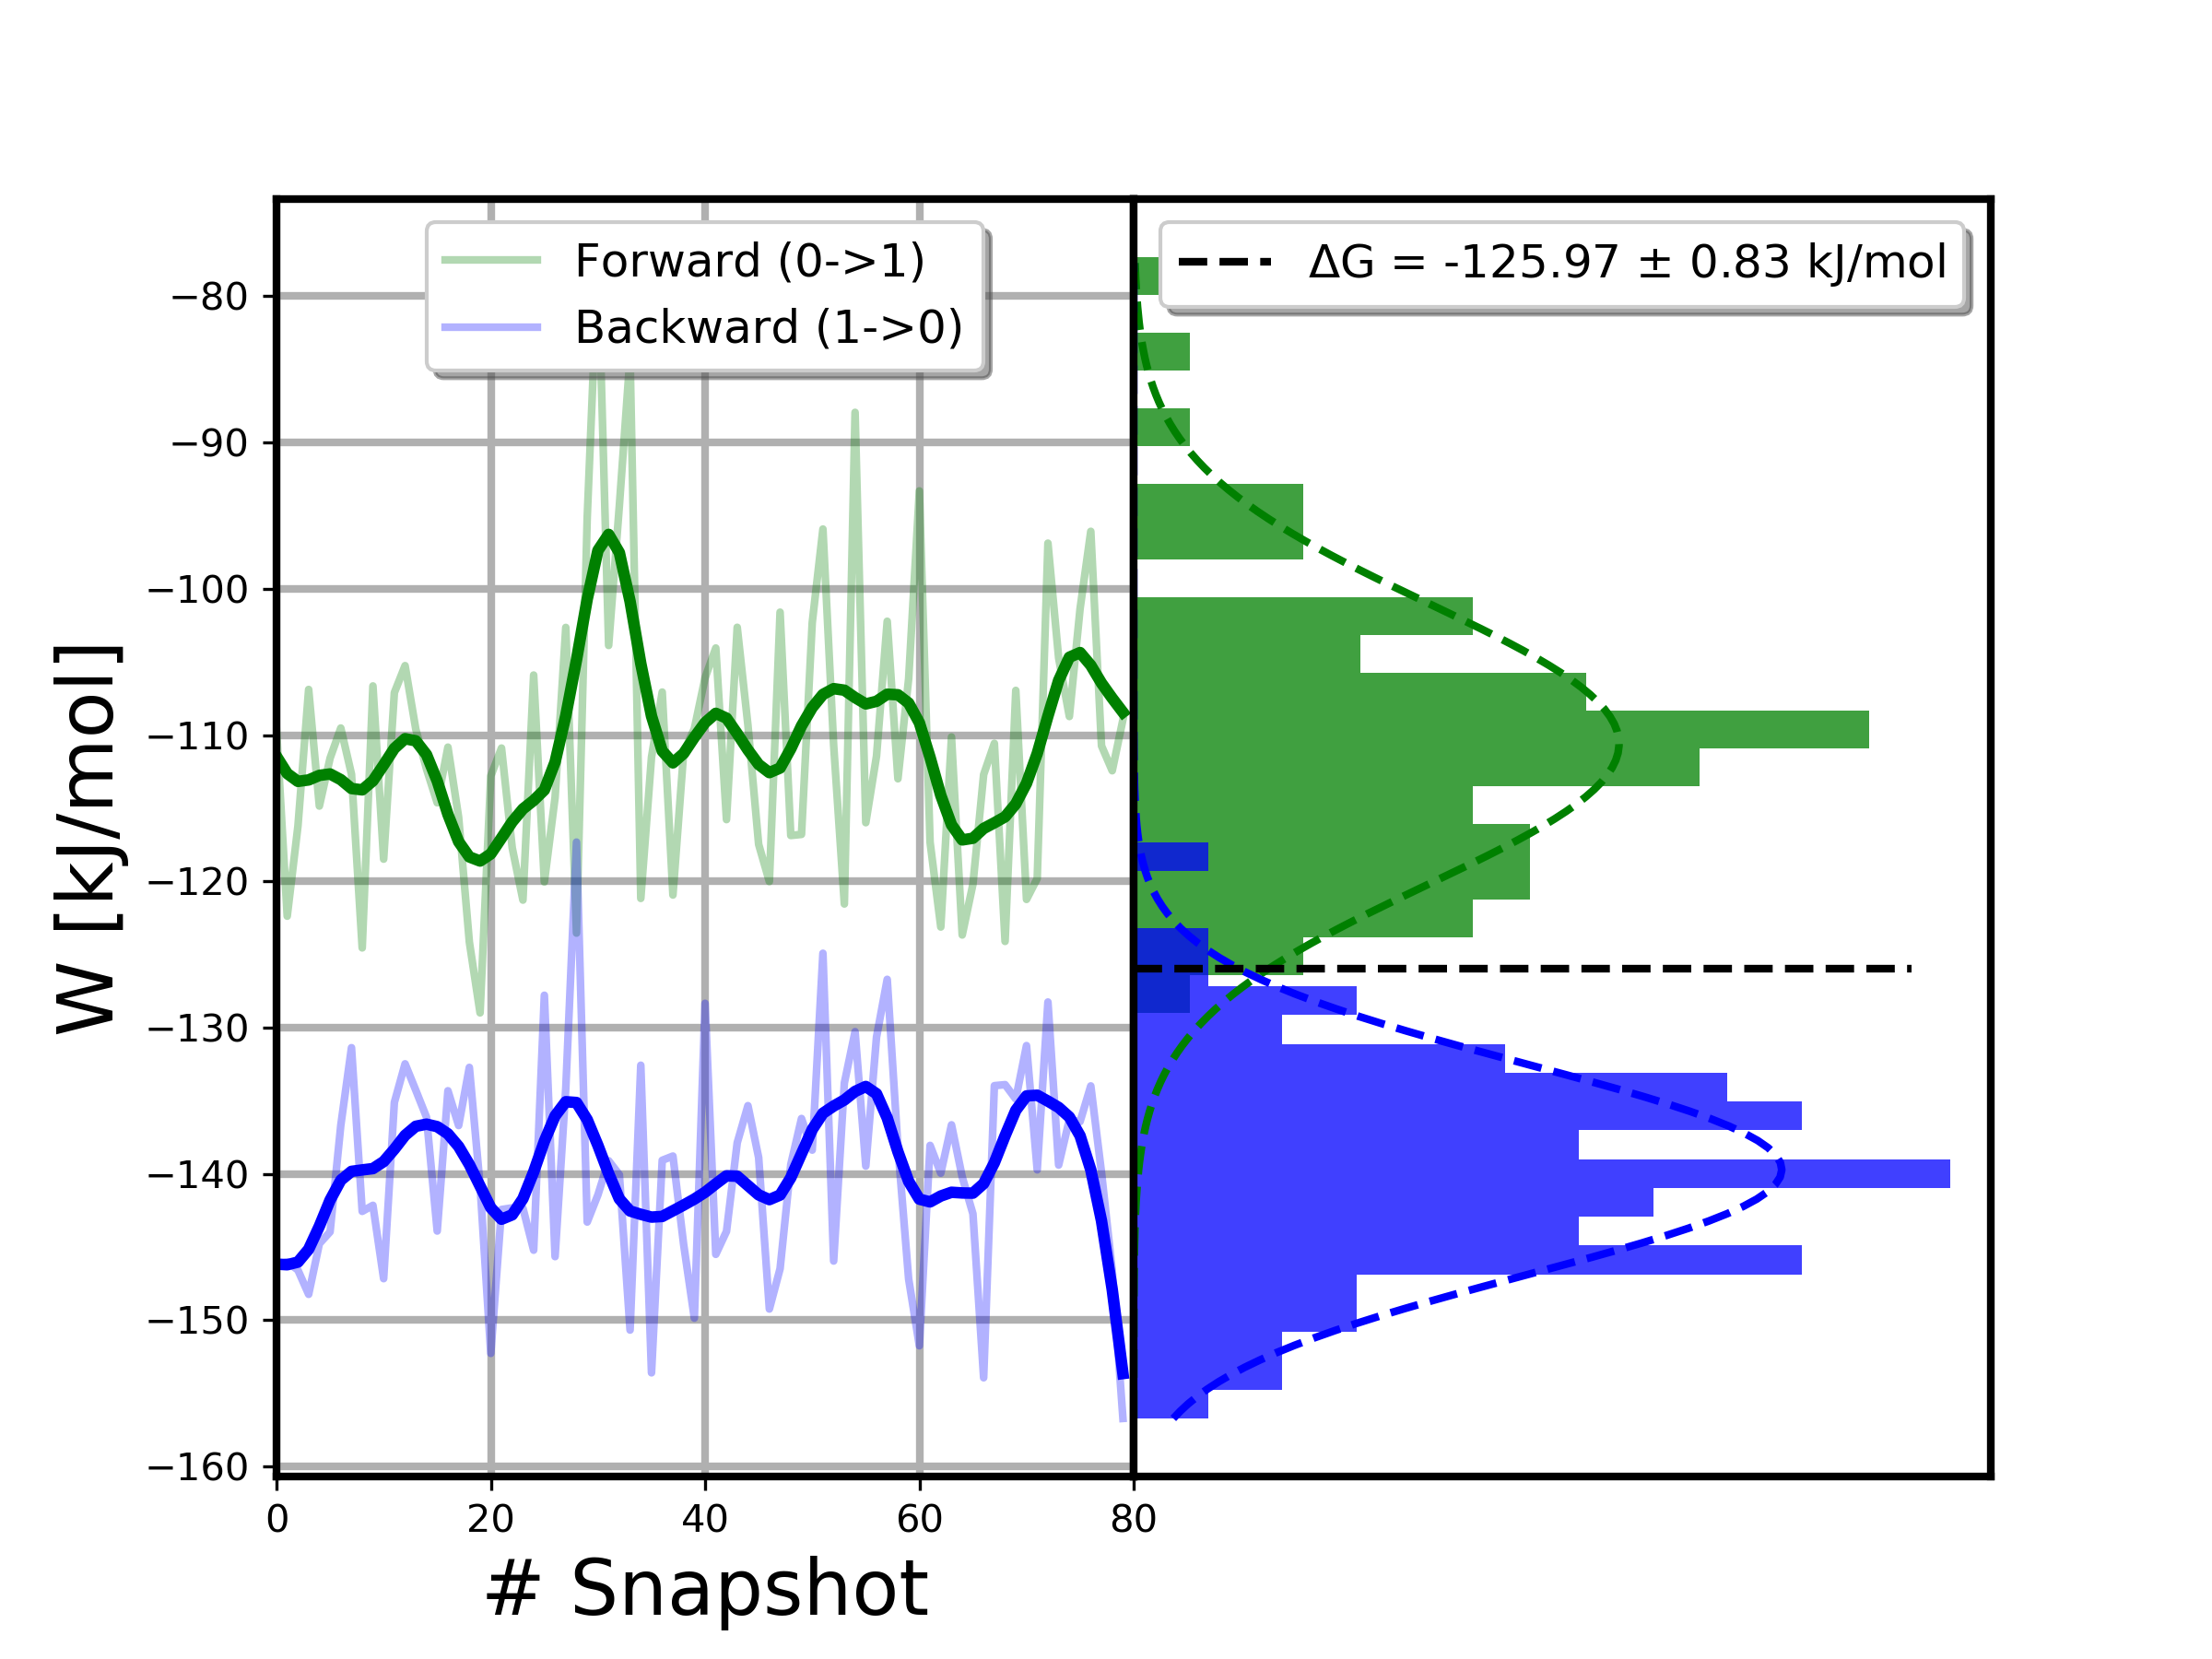 Forward (0->1)
Backward (1->0)
ΔG = -125.97 ± 0.83 kJ/mol
W [kJ/mol]
−80
−90
−100
−110
−120
−130
−140
−150
−160
0 20 40 60 80
# Snapshot